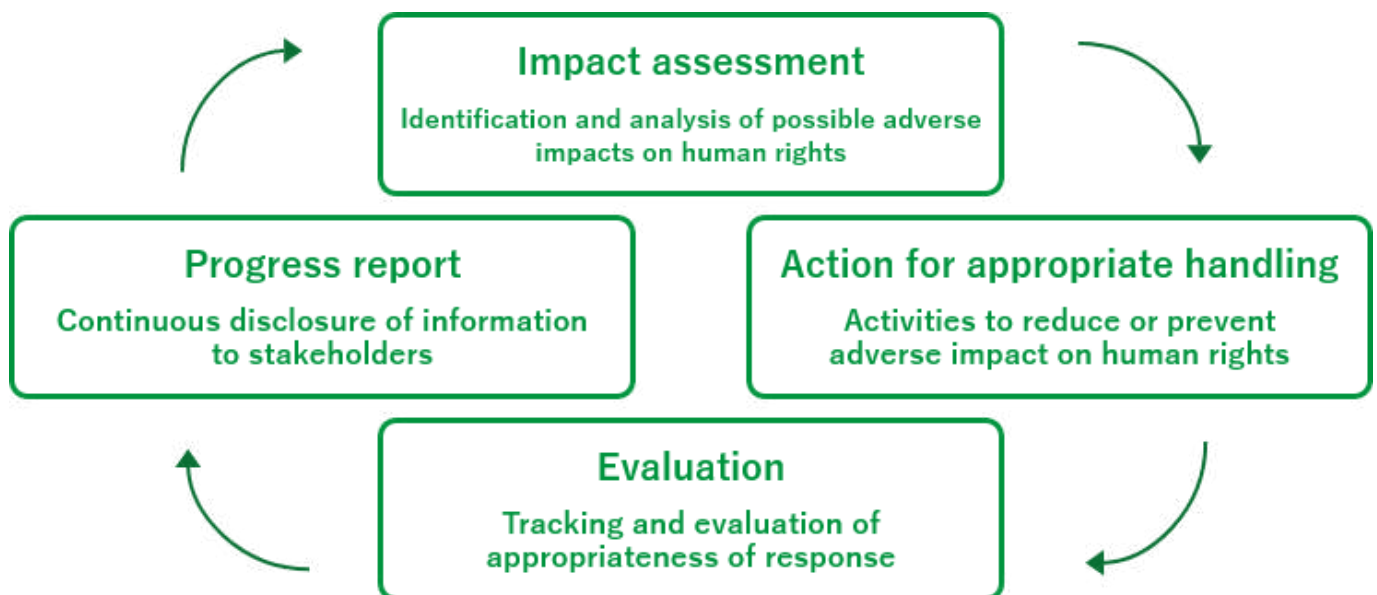 Impact assessment
Identification and analysis of possible adverse
impacts on human rights
Progress report
Continuous disclosure of information
to stakeholders
Action for appropriate handling
Activities to reduce or prevent
adverse impact on human rights
Evaluation
Tracking and evaluation of
appropriateness of response